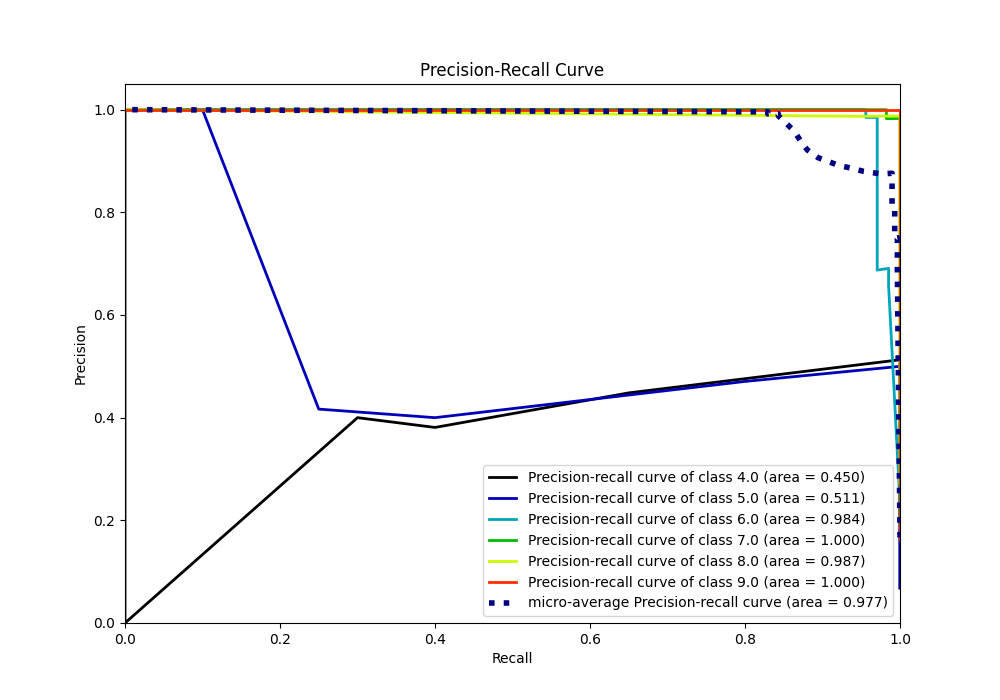 Precision-Recall Curve
1.0
0.8
0.6
0.4
0.2
0.0
Precision
Precision-recall curve of class 4.0 (area = 0.450)
Precision-recall curve of class 5.0 (area = 0.511)
Precision-recall curve of class 6.0 (area = 0.984)
Precision-recall curve of class 7.0 (area = 1.000)
Precision-recall curve of class 8.0 (area = 0.987)
Precision-recall curve of class 9.0 (area = 1.000)
micro-average Precision-recall curve (area = 0.977)
0.0 0.2 0.4 0.6 0.8 1.0
Recall